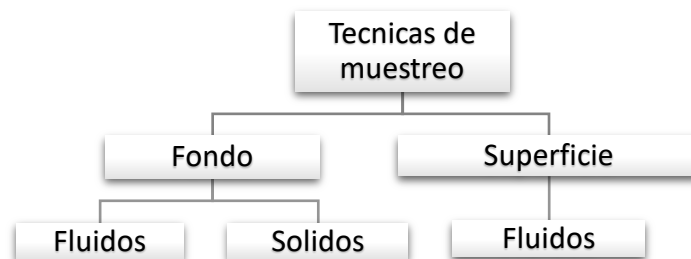 Tecnicas de
muestreo
Fondo
Superficie
Fluidos
Solidos
Fluidos